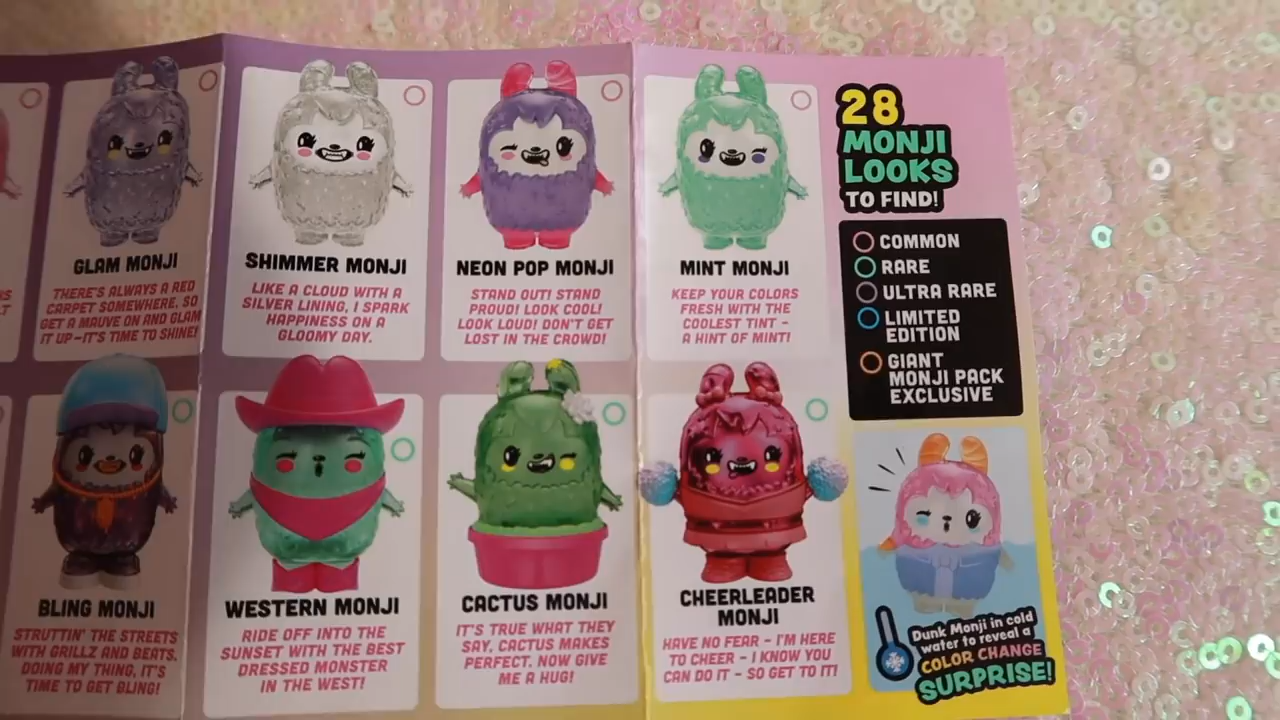 GLAM MONJI
THERE'S ALWAYS A RED
CARPET SOMEWHERE, SO
GET A MAUVE ON AND GLAM
IT UP-IT'S TIME TO SHINE!
SHIMMER MONJI
LIKE A CLOUD WITH A
SILVER LINING, I SPARK
HAPPINESS ON A
GLOOMY DAY.
NEON POP MONJI
STAND OUT! STAND
PROUD! LOOK COOL!
LOOK LOUD! DON'T GET
LOST IN THE CROWD!
MINT MONJI
KEEP YOUR COLORS
FRESH WITH THE
COOLEST TINT –
A HINT OF MINT!
BLING MONJI
STRUTTIN' THE STREETS
WITH GRILLZ AND BEATS.
DOING MY THING, IT'S
TIME TO GET BLING!
WESTERN MONJI
RIDE OFF INTO THE
SUNSET WITH THE BEST
DRESSED MONSTER
IN THE WEST!
CACTUS MONJI
IT'S TRUE WHAT THEY
SAY, CACTUS MAKES
PERFECT. NOW GIVE
ME A HUG!
CHEERLEADER
MONJI
HAVE NO FEAR – I'M HERE
TO CHEER – I KNOW YOU
CAN DO IT – SO GET TO IT!
28
MONJI
LOOKS
TO FIND!
COMMON
RARE
ULTRA RARE
LIMITED
EDITION
GIANT
MONJI PACK
EXCLUSIVE
Dunk Monji in cold
water to reveal a
COLOR CHANGE
SURPRISE!